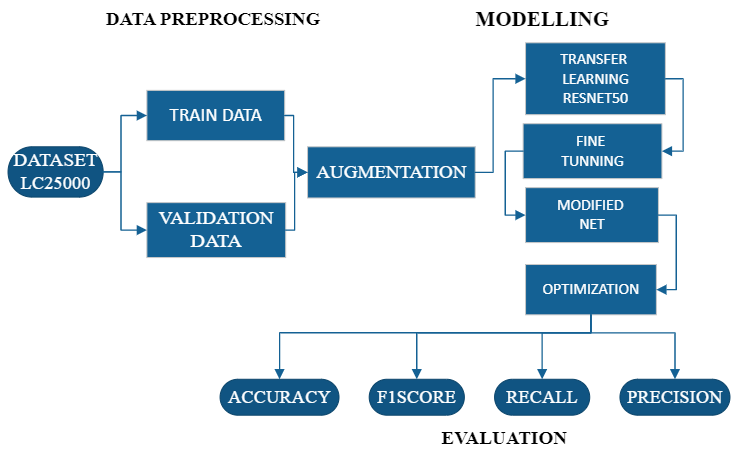 DATA PREPROCESSING
MODELLING
DATASET
LC25000
TRAIN DATA
VALIDATION
DATA
AUGMENTATION
TRANSFER
LEARNING
RESNET50
FINE
TUNNING
MODIFIED
NET
OPTIMIZATION
ACCURACY
F1SCORE
RECALL
PRECISION
EVALUATION